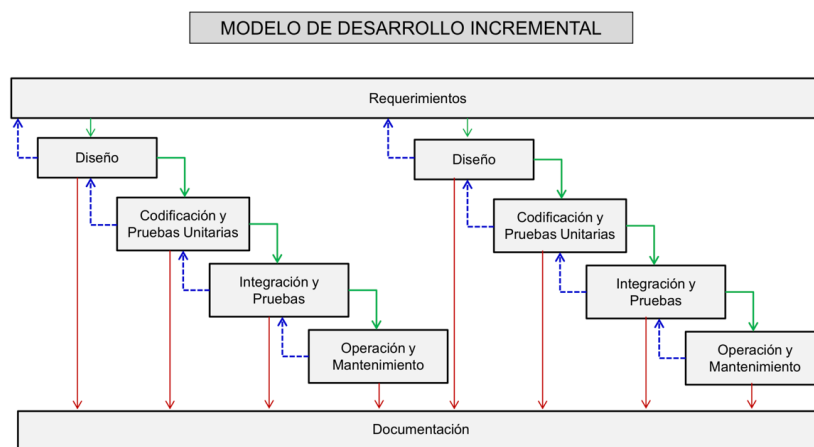 MODELO DE DESARROLLO INCREMENTAL
Requerimientos
Diseño
Codificación y
Pruebas Unitarias
Integración y
Pruebas
Operación y
Mantenimiento
Diseño
Codificación y
Pruebas Unitarias
Integración y
Pruebas
Operación y
Mantenimiento
Documentación